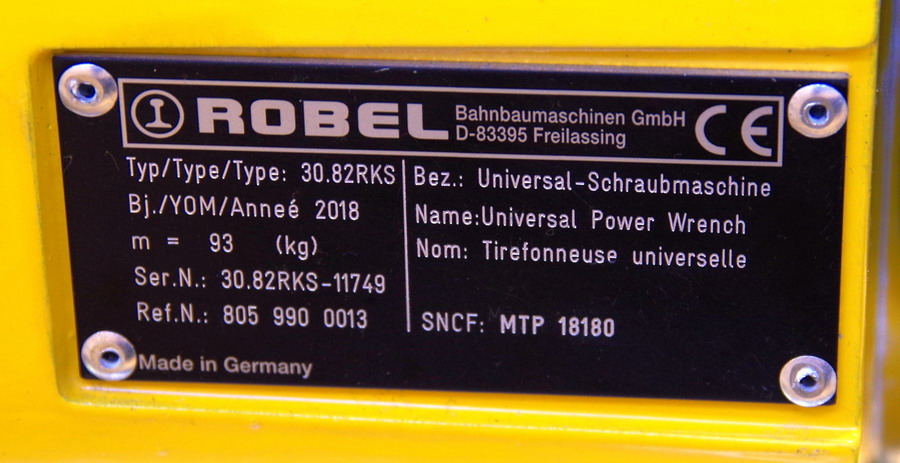 ROBEL
Bahnbaumaschinen GmbH
D-83395 Freilassing
CE
Typ/Type/Type: 30.82RKS
Bj./YOM/Anneé 2018
m = 93 (kg)
Ser.N.: 30.82RKS-11749
Ref.N.: 805 990 0013
Bez.: Universal-Schraubmaschine
Name:Universal Power Wrench
Nom: Tirefonneuse universelle
SNCF: MTP 18180
Made in Germany